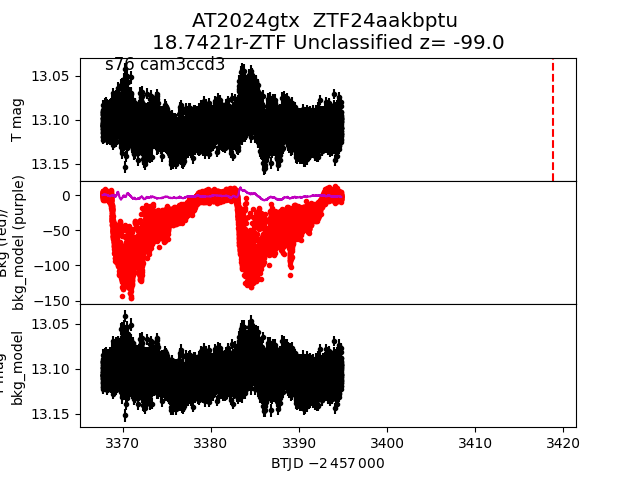 AT2024gtx  ZTF24aakbptu
18.7421r-ZTF Unclassified z= -99.0
s76 cam3ccd3
T mag
13.05
13.10
13.15
bkg_model (purple)
0
−50
−100
−150
bkg_model
13.05
13.10
13.15
3370 3380 3390 3400 3410 3420
BTJD −2 457 000